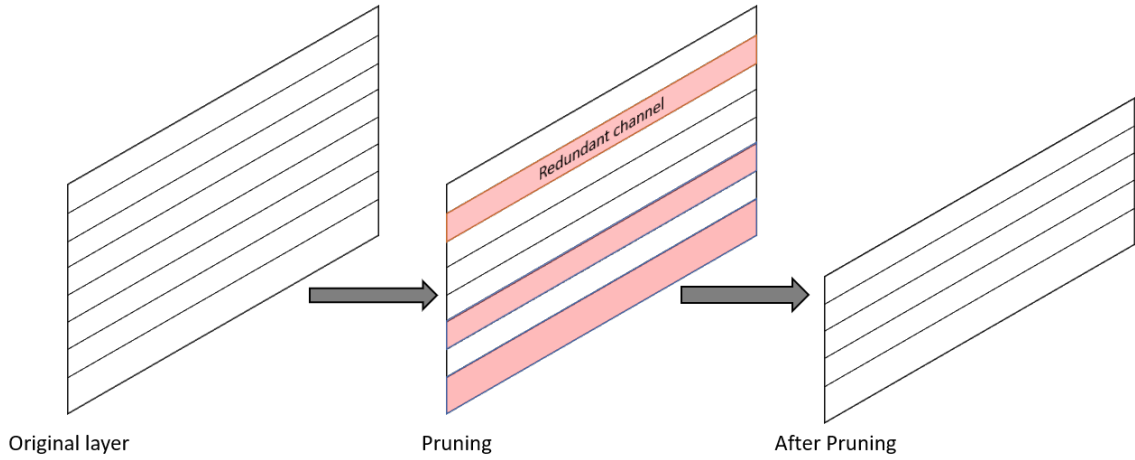 Redundant channel
Original layer
Pruning
After Pruning